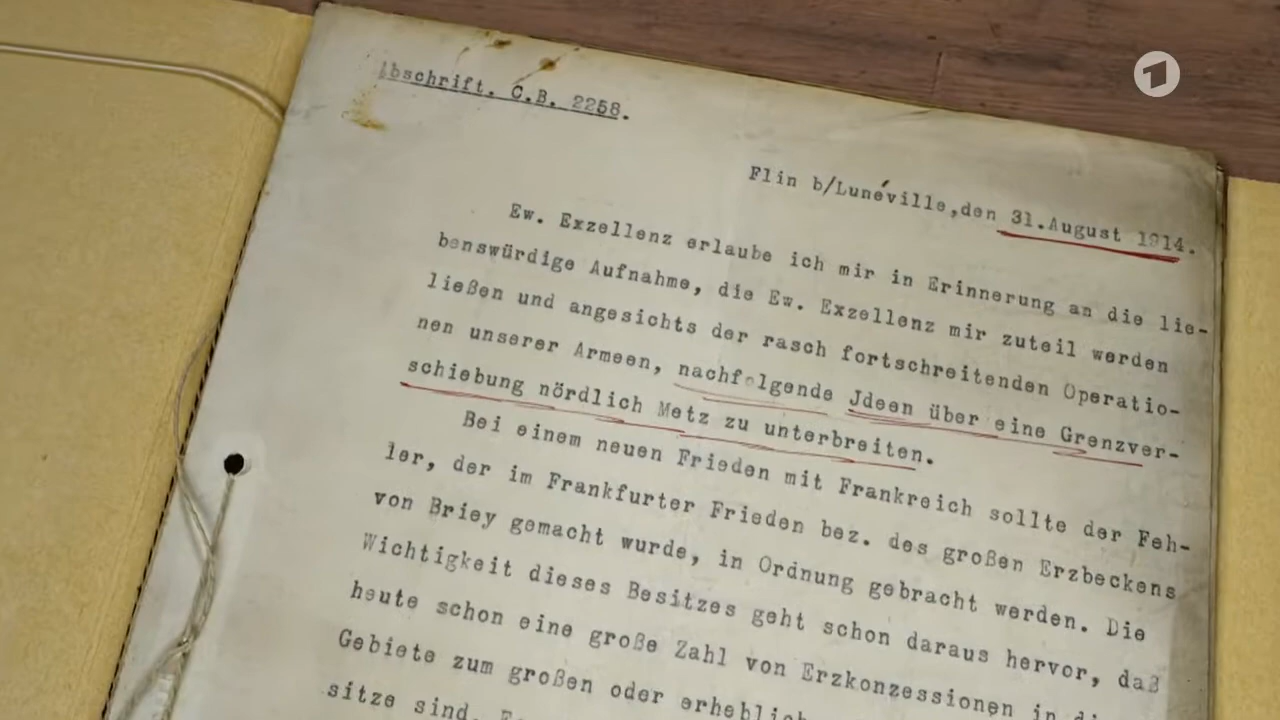 Abschrift. C.B. 2258.
Flin b/Lunéville,den 31.August 1914.
Ew. Exzellenz erlaube ich mir in Erinnerung an die lie-
benswürdige Aufnahme, die Ew. Exzellenz mir zuteil werden
ließen und angesichts der rasch fortschreitenden Operatio-
nen unserer Armeen, nachfolgende Jdeen über eine Grenzver-
schiebung nördlich Metz zu unterbreiten.
Bei einem neuen Frieden mit Frankreich sollte der Feh-
ler, der im Frankfurter Frieden bez. des großen Erzbeckens
von Briey gemacht wurde, in Ordnung gebracht werden. Die
Wichtigkeit dieses Besitzes geht schon daraus hervor, daß
heute schon eine große Zahl von Erzkonzessionen in
Gebiete zum großen oder
sitze sind.
1